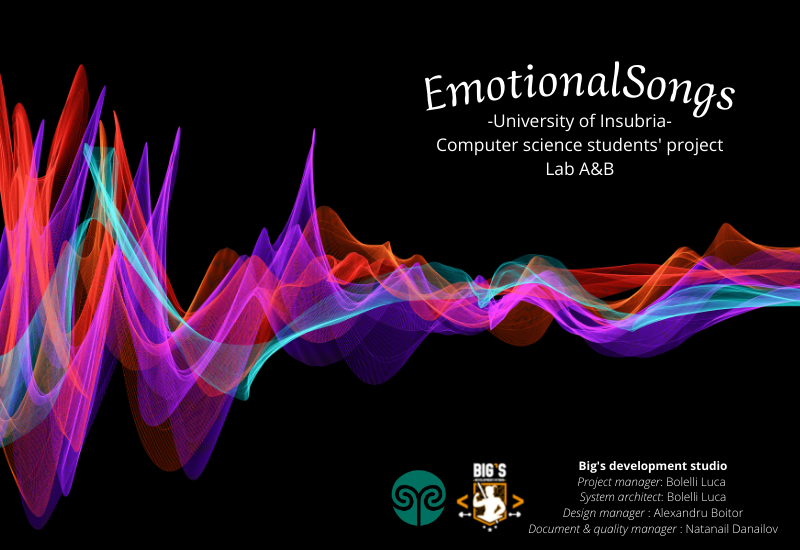 EmotionalSongs
-University of Insubria-
Computer science students' project
Lab A&B
BIG'S
Big's development studio
Project manager: Bolelli Luca
System architect: Bolelli Luca
Design manager : Alexandru Boitor
Document & quality manager : Natanail Danailov